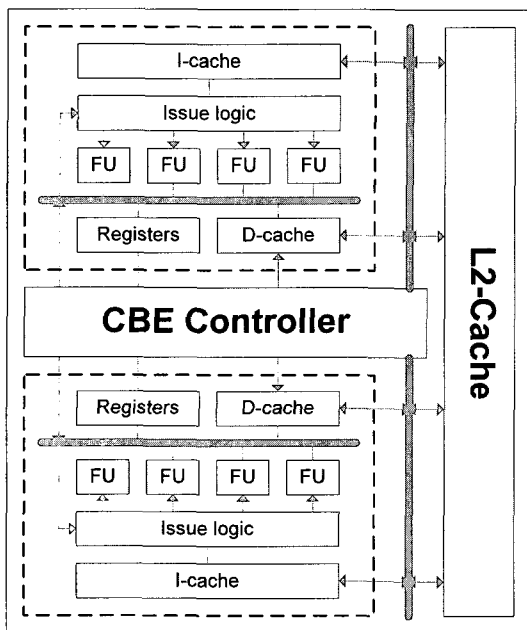 I-cache
Issue logic
FU FU FU FU
Registers D-cache
CBE Controller
L2-Cache
Registers D-cache
FU FU FU FU
Issue logic
I-cache